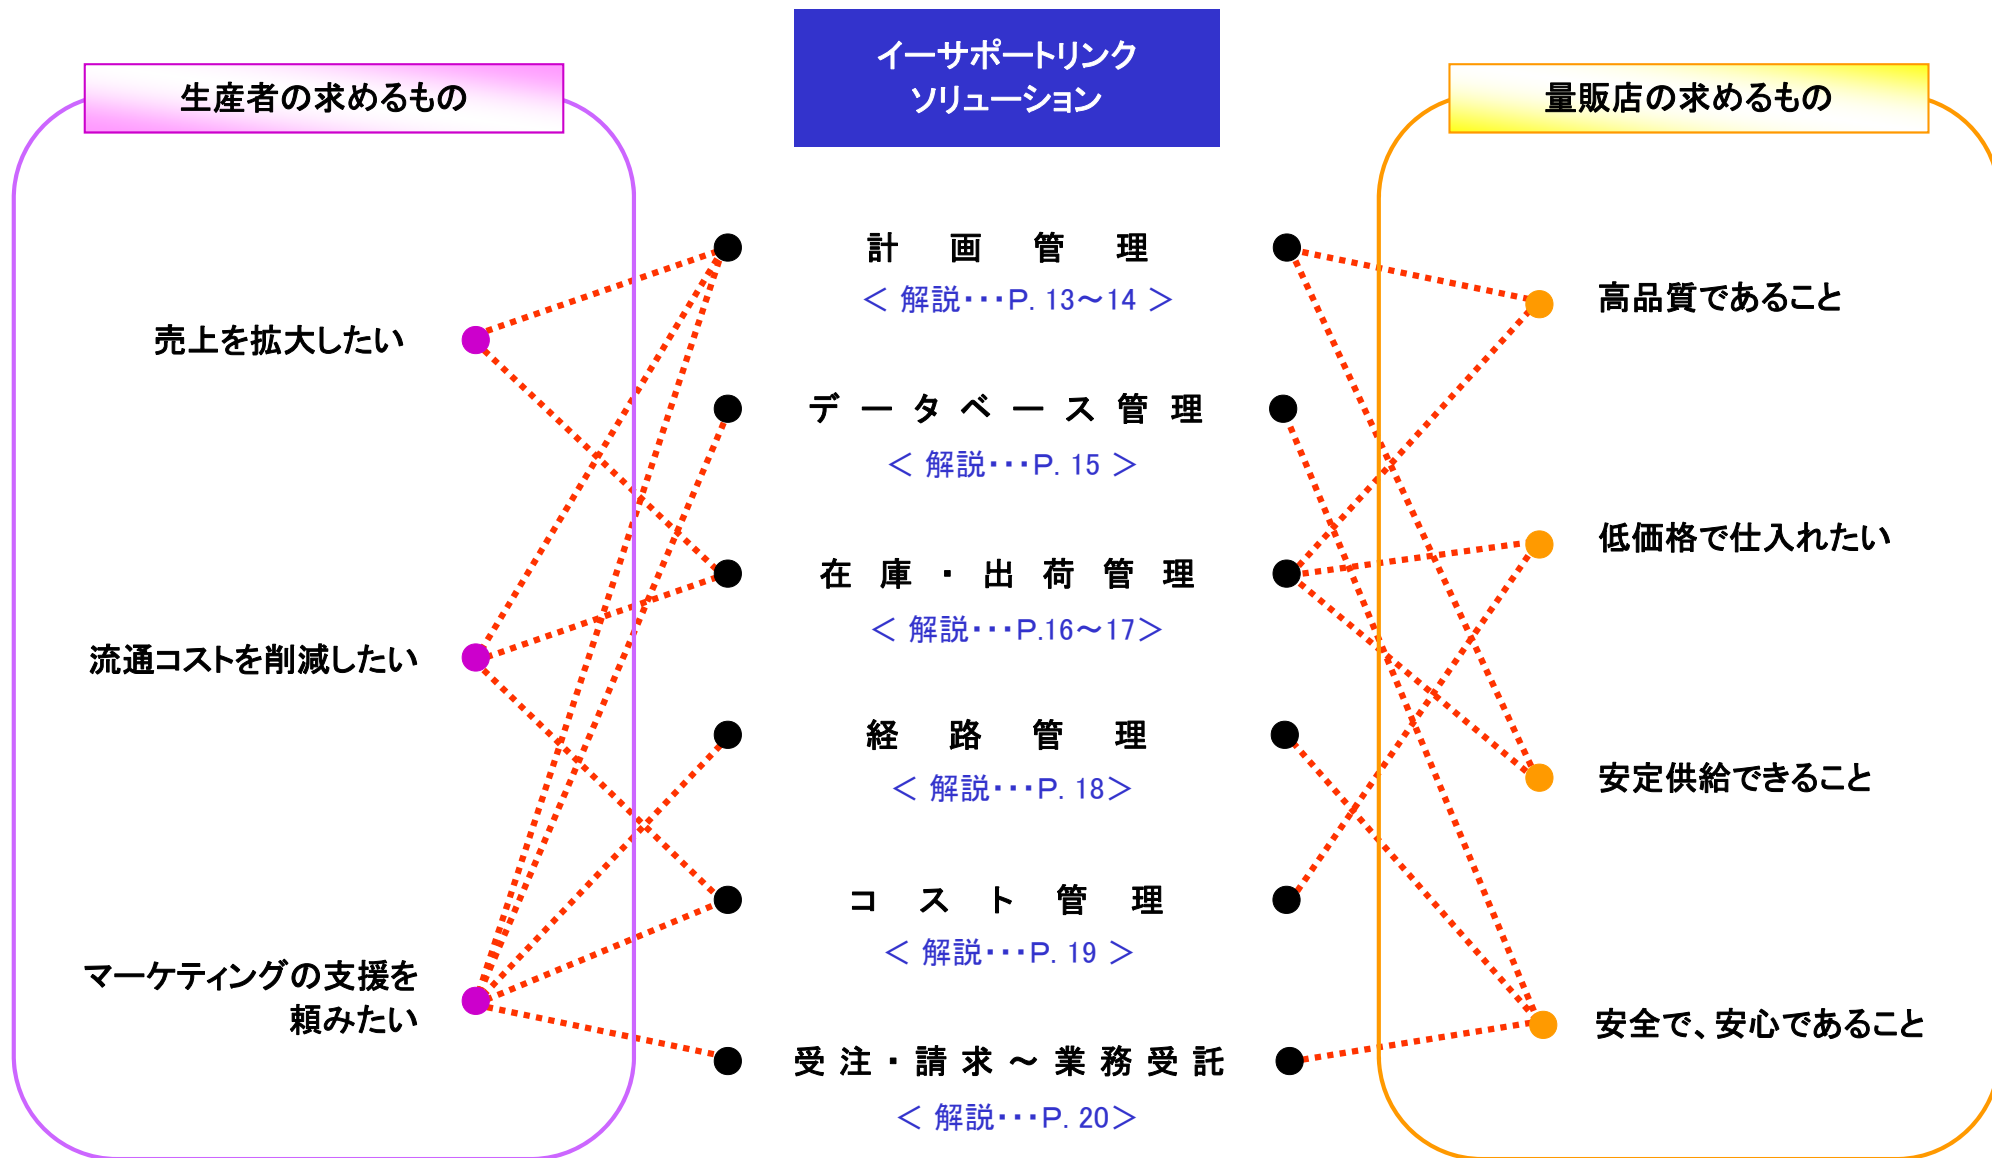 イーサポートリンク
ソリューション
生産者の求めるもの
売上を拡大したい
流通コストを削減したい
マーケティングの支援を
頼みたい
計画管理
＜ 解説・・・P. 13～14 ＞
データベース管理
＜ 解説・・・P. 15 ＞
在庫・出荷管理
＜ 解説・・・P.16～17＞
経路管理
＜ 解説・・・P. 18＞
コスト管理
＜ 解説・・・P. 19 ＞
受注・請求～業務受託
＜ 解説・・・P. 20＞
量販店の求めるもの
高品質であること
低価格で仕入れたい
安定供給できること
安全で、安心であること